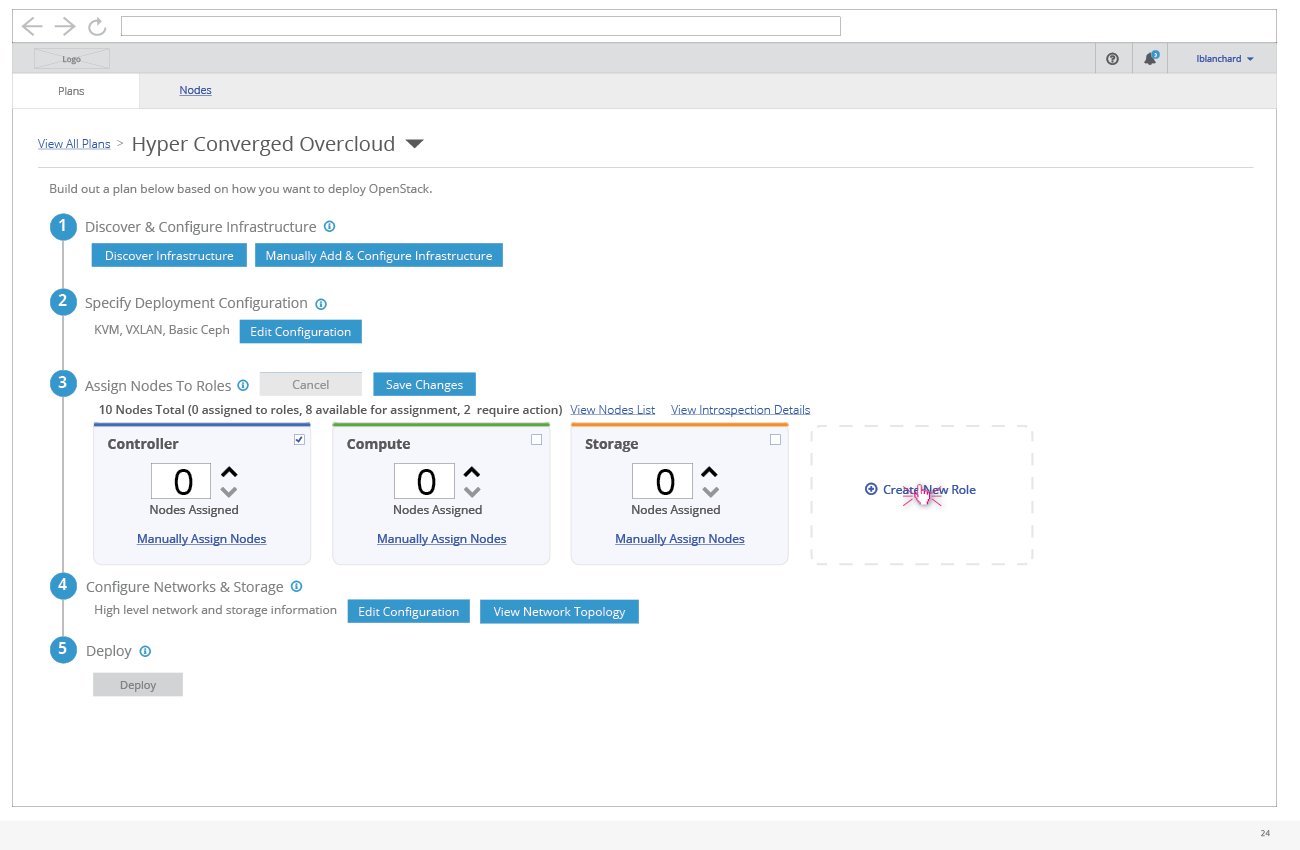 Logo
3
lblanchard
Plans
Nodes
View All Plans > Hyper Converged Overcloud
Build out a plan below based on how you want to deploy OpenStack.
1 Discover & Configure Infrastructure
Discover Infrastructure Manually Add & Configure Infrastructure
2 Specify Deployment Configuration
KVM, VXLAN, Basic Ceph Edit Configuration
3 Assign Nodes To Roles Cancel Save Changes
10 Nodes Total (0 assigned to roles, 8 available for assignment, 2 require action) View Nodes List View Introspection Details
Controller
0
Nodes Assigned
Manually Assign Nodes
Compute
0
Nodes Assigned
Manually Assign Nodes
Storage
0
Nodes Assigned
Manually Assign Nodes
Create New Role
4 Configure Networks & Storage
High level network and storage information Edit Configuration View Network Topology
5 Deploy
Deploy
24